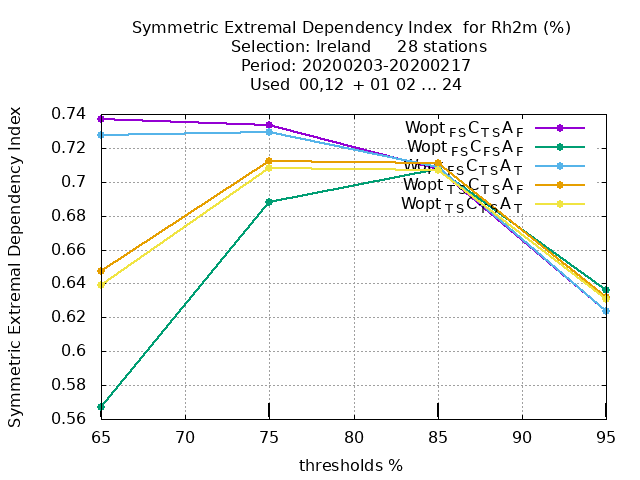 Symmetric Extremal Dependency Index for Rh2m (%)
Selection: Ireland 28 stations
Period: 20200203-20200217
Used 00,12 + 01 02 ... 24
Symmetric Extremal Dependency Index
0.74
0.72
0.7
0.68
0.66
0.64
0.62
0.6
0.58
0.56
Wopt FS C TS A F
Wopt FS C FS A F
Wopt FS C TS A T
Wopt TS C TS A F
Wopt TS C TS A T
65 70 75 80 85 90 95
thresholds %